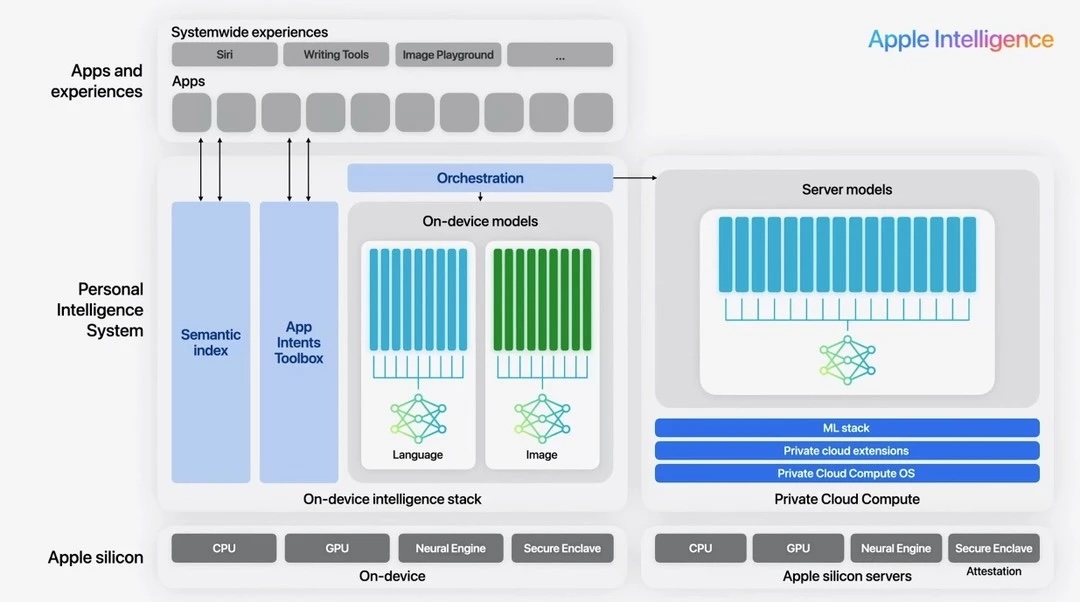 Apple Intelligence
Apps and
experiences
Systemwide experiences
Siri
Writing Tools
Image Playground
...
Apps
Personal
Intelligence
System
Semantic
index
App
Intents
Toolbox
Orchestration
On-device models
Language
Image
On-device intelligence stack
Server models
ML stack
Private cloud extensions
Private Cloud Compute OS
Private Cloud Compute
Apple silicon
CPU
GPU
Neural Engine
Secure Enclave
On-device
CPU
GPU
Neural Engine
Secure Enclave
Attestation
Apple silicon servers